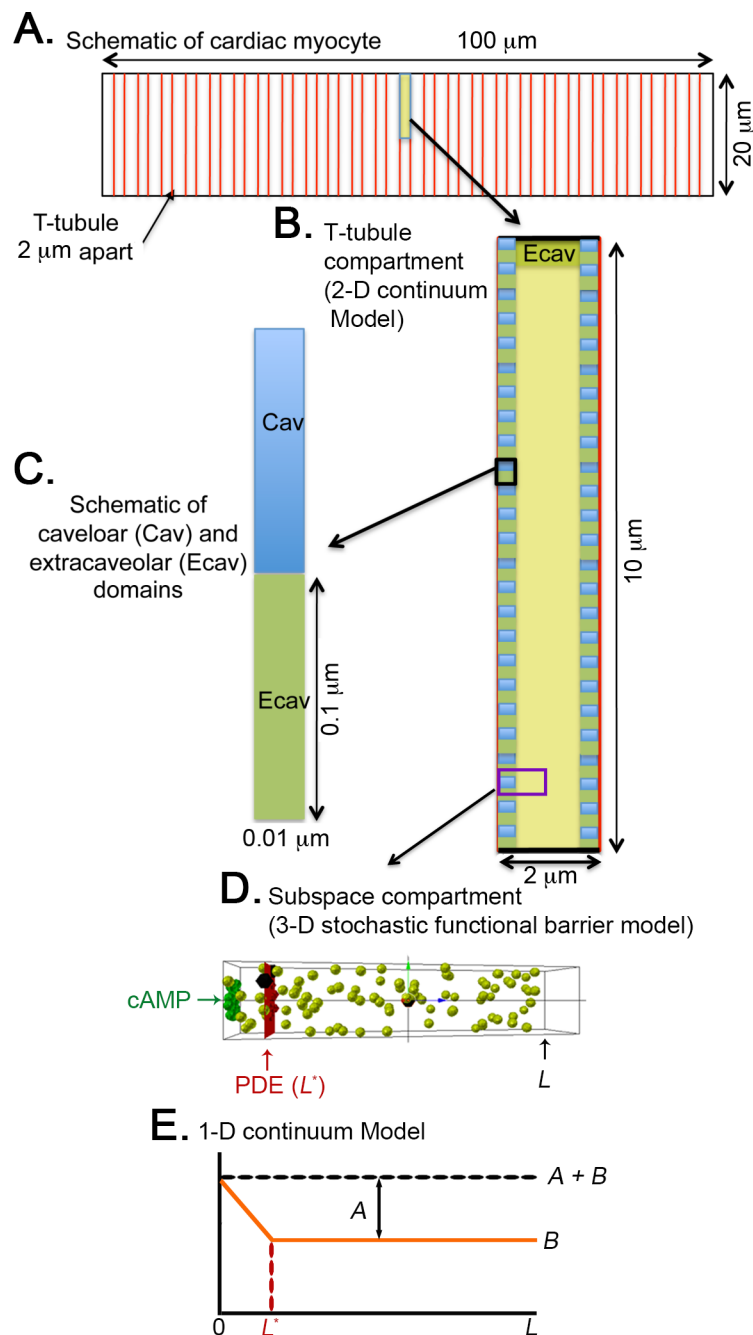 A. Schematic of cardiac myocyte
100 μm
20 μm
T-tubule
2 μm apart
B. T-tubule
compartment
(2-D continuum
Model)
Ecav
10 μm
2 μm
C.
Schematic of
caveloar (Cav) and
extracaveolar (Ecav)
domains
Cav
Ecav
0.1 μm
0.01 μm
D. Subspace compartment
(3-D stochastic functional barrier model)
cAMP
PDE (L*)
L
E. 1-D continuum Model
A + B
A
B
0
L*
L